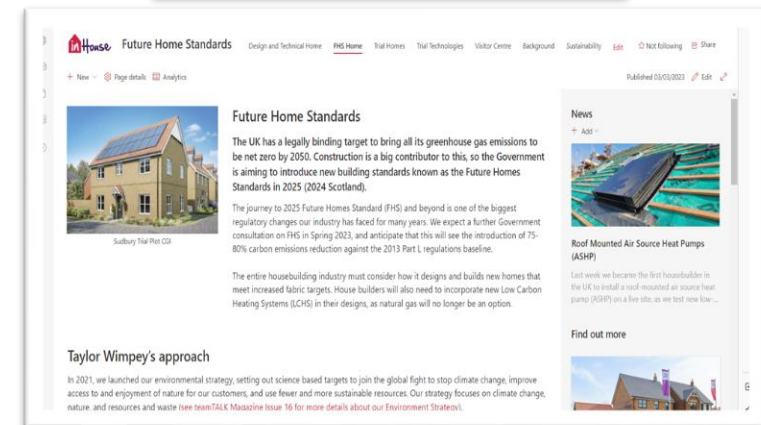 inHouse
Future Home Standards
Design and Technical Home
FHS Home
Trial Homes
Trial Technologies
Visitor Centre
Background
Sustainability
Edit
Not following
Share
New
Page details
Analytics
Published 03/03/2023
Edit
Sudbury Trial Plot CGI
Future Home Standards
The UK has a legally binding target to bring all its greenhouse gas emissions to
be net zero by 2050. Construction is a big contributor to this, so the Government
is aiming to introduce new building standards known as the Future Homes
Standards in 2025 (2024 Scotland).
The journey to 2025 Future Homes Standard (FHS) and beyond is one of the biggest
regulatory changes our industry has faced for many years. We expect a further Government
consultation on FHS in Spring 2023, and anticipate that this will see the introduction of 75-
80% carbon emissions reduction against the 2013 Part L regulations baseline.
The entire housebuilding industry must consider how it designs and builds new homes that
meet increased fabric targets. House builders will also need to incorporate new Low Carbon
Heating Systems (LCHS) in their designs, as natural gas will no longer be an option.
Taylor Wimpey's approach
In 2021, we launched our environmental strategy, setting out science based targets to join the global fight to stop climate change, improve
access to and enjoyment of nature for our customers, and use fewer and more sustainable resources. Our strategy focuses on climate change,
nature, and resources and waste (see teamTALK Magazine Issue 16 for more details about our Environment Strategy).
News
+ Add
Roof Mounted Air Source Heat Pumps
(ASHP)
Last week we became the first housebuilder in
the UK to install a roof-mounted air source heat
pump (ASHP) on a live site, as we test new low-...
Find out more